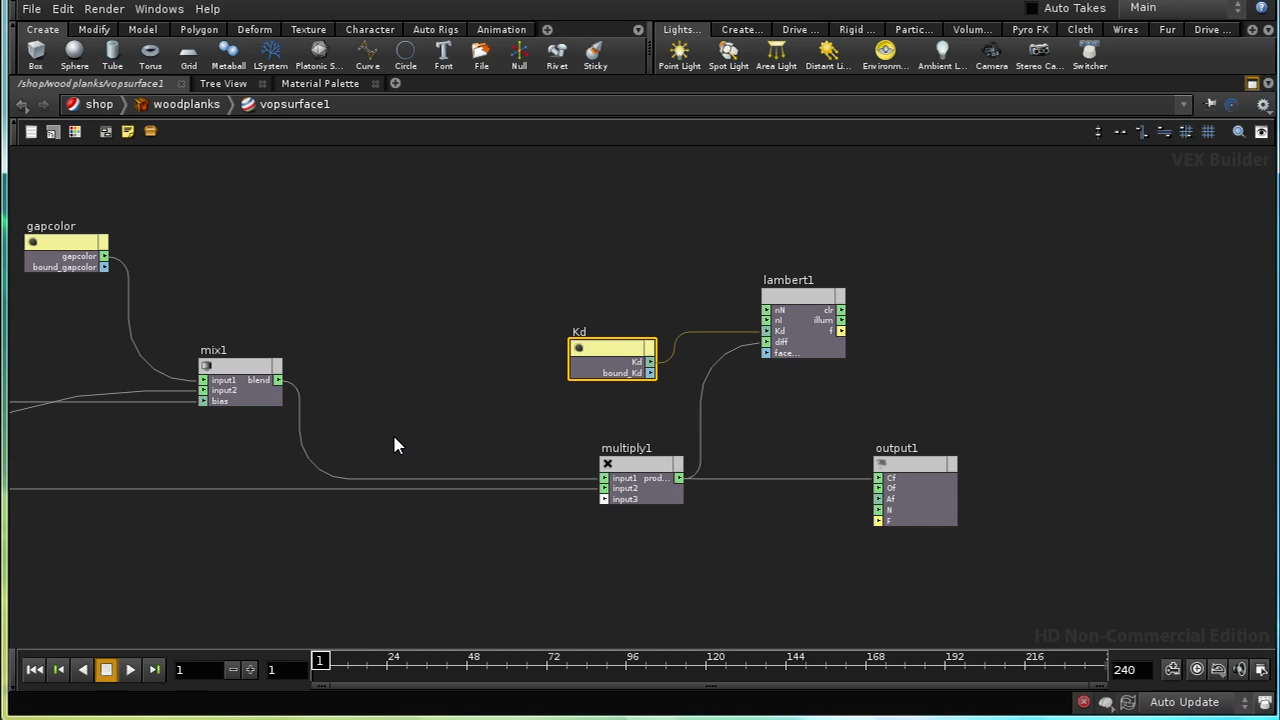 File Edit Render Windows Help Auto Takes Main
Create Modify Model Polygon Deform Texture Character Auto Rigs Animation Lights... Create... Drive ... Rigid ... Partic... Volum... Pyro FX Cloth Wires Fur Drive ...
Box Sphere Tube Torus Grid Metaball LSystem Platonic S... Curve Circle Font File Null Rivet Sticky Point Light Spot Light Area Light Distant Li... Environm... Ambient L... Camera Stereo Ca... Switcher
/shop/woodplanks/vopsurface1 Tree View Material Palette
shop woodplanks vopsurface1
VEX Builder
gapcolor
gapcolor
bound_gapcolor
lambert1
nN clr
nI illum
Kd f
diff
face...
Kd
Kd
bound_Kd
mix1
input1 blend
input2
bias
multiply1
input1 prod...
input2
input3
output1
Cf
Of
Af
N
F
HD Non-Commercial Edition
1 1 1 24 48 72 96 120 144 168 192 216 240
Auto Update